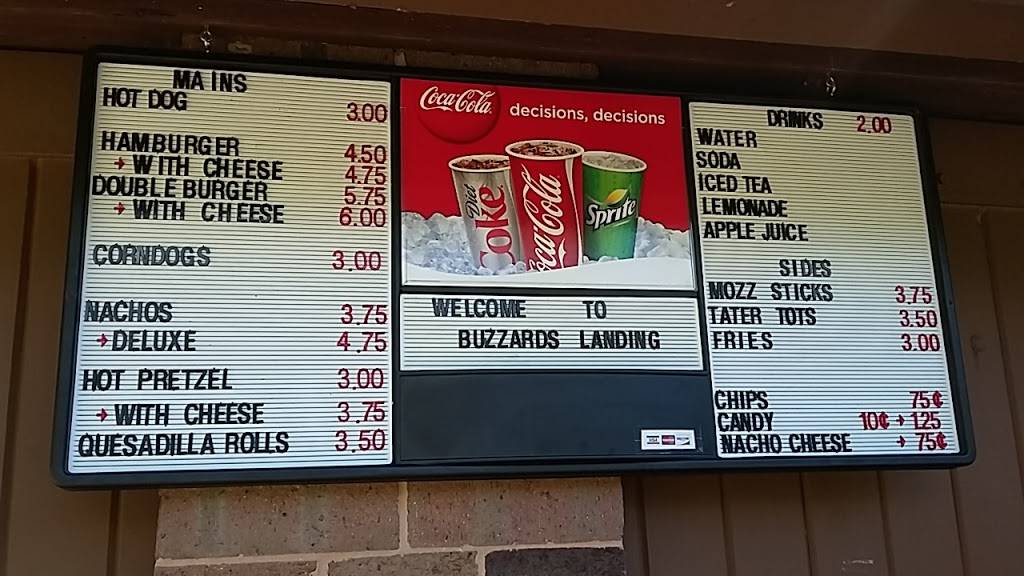 MAINS
HOT DOG 3.00
HAMBURGER 4.50
→ WITH CHEESE 4.75
DOUBLE BURGER 5.75
→ WITH CHEESE 6.00
CORNDOGS 3.00
NACHOS 3.75
→ DELUXE 4.75
HOT PRETZEL 3.00
→ WITH CHEESE 3.75
QUESADILLA ROLLS 3.50
Coca-Cola. decisions, decisions
Diet Coke
Coca-Cola
Sprite
WELCOME TO
BUZZARDS LANDING
DRINKS 2.00
WATER
SODA
ICED TEA
LEMONADE
APPLE JUICE
SIDES
MOZZ STICKS 3.75
TATER TOTS 3.50
FRIES 3.00
CHIPS 75¢
CANDY 10¢ → 1.25
NACHO CHEESE → 75¢